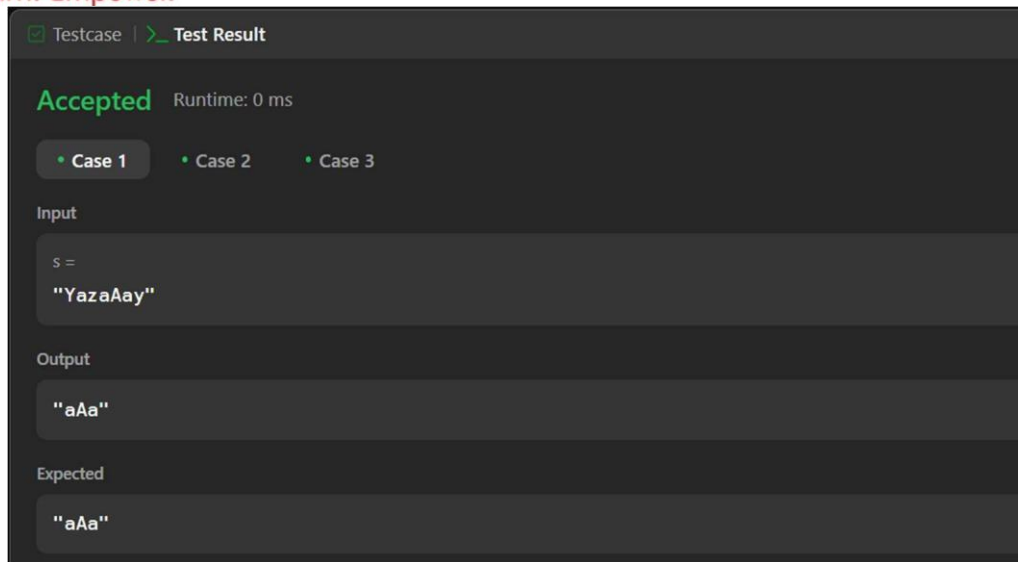 Testcase | >_ Test Result
Accepted Runtime: 0 ms
• Case 1 • Case 2 • Case 3
Input
s =
"YazaAay"
Output
"aAa"
Expected
"aAa"